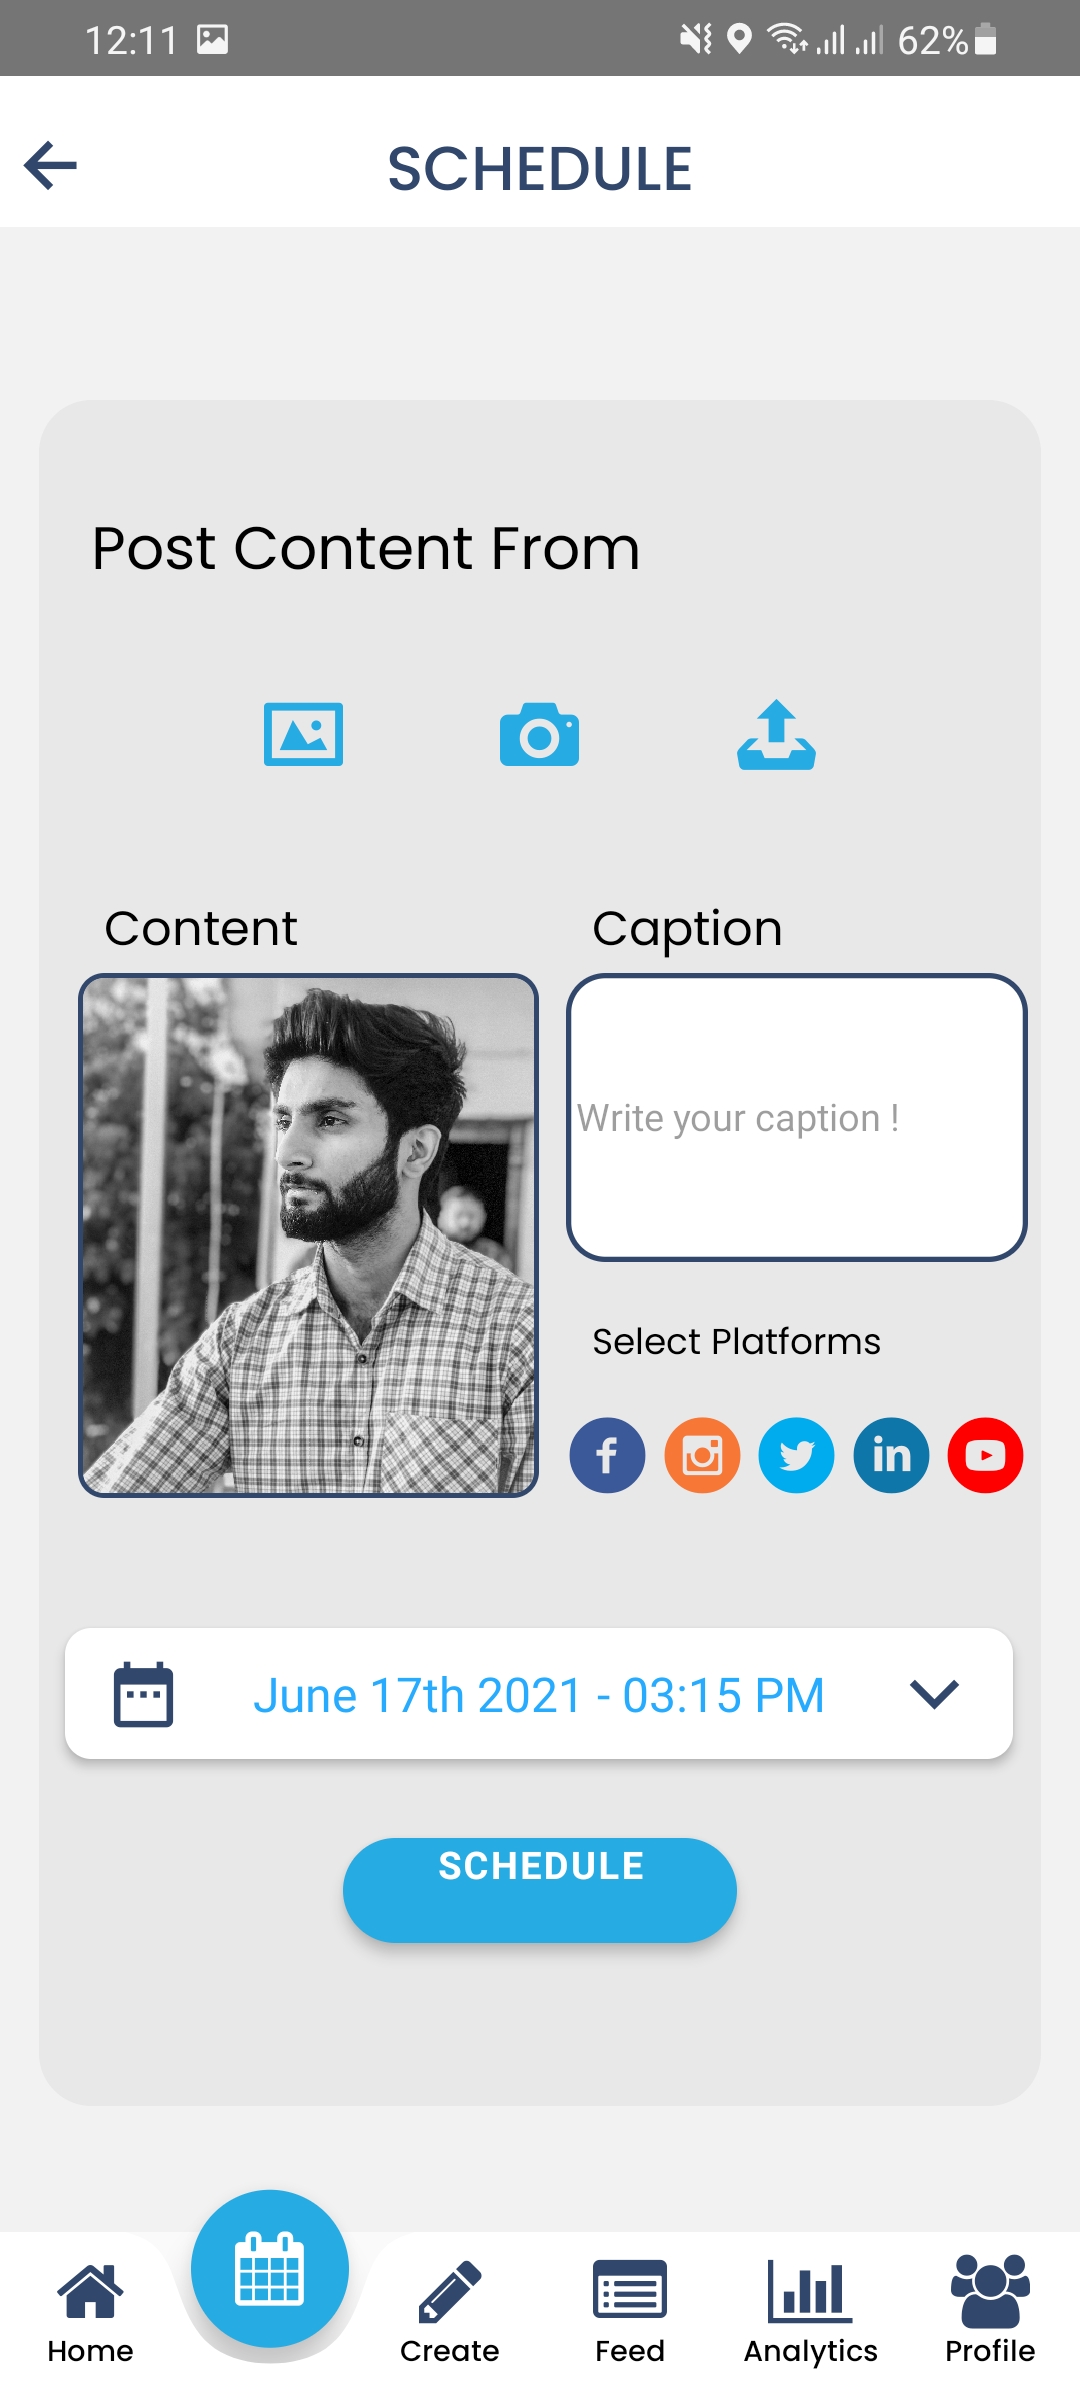 12:11 62%
SCHEDULE
Post Content From
Content
Caption
Write your caption !
Select Platforms
f in
June 17th 2021 - 03:15 PM
SCHEDULE
Home Create Feed Analytics Profile